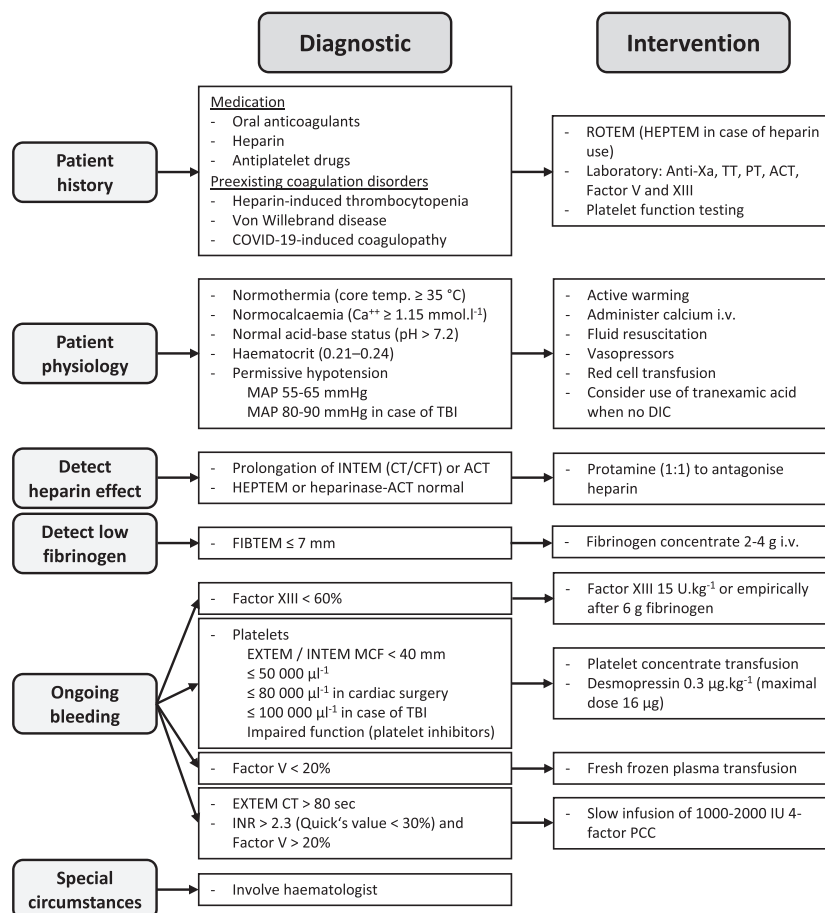 Diagnostic
Intervention
Patient
history
Medication
- Oral anticoagulants
- Heparin
- Antiplatelet drugs
Preexisting coagulation disorders
- Heparin-induced thrombocytopenia
- Von Willebrand disease
- COVID-19-induced coagulopathy
- ROTEM (HEPTEM in case of heparin
use)
- Laboratory: Anti-Xa, TT, PT, ACT,
Factor V and XIII
- Platelet function testing
Patient
physiology
- Normothermia (core temp. ≥ 35 °C)
- Normocalcaemia (Ca⁺⁺ ≥ 1.15 mmol.l⁻¹)
- Normal acid-base status (pH > 7.2)
- Haematocrit (0.21–0.24)
- Permissive hypotension
MAP 55-65 mmHg
MAP 80-90 mmHg in case of TBI
- Active warming
- Administer calcium i.v.
- Fluid resuscitation
- Vasopressors
- Red cell transfusion
- Consider use of tranexamic acid
when no DIC
Detect
heparin effect
- Prolongation of INTEM (CT/CFT) or ACT
- HEPTEM or heparinase-ACT normal
- Protamine (1:1) to antagonise
heparin
Detect low
fibrinogen
- FIBTEM ≤ 7 mm
- Fibrinogen concentrate 2-4 g i.v.
Ongoing
bleeding
- Factor XIII < 60%
- Factor XIII 15 U.kg⁻¹ or empirically
after 6 g fibrinogen
- Platelets
EXTEM / INTEM MCF < 40 mm
≤ 50 000 µl⁻¹
≤ 80 000 µl⁻¹ in cardiac surgery
≤ 100 000 µl⁻¹ in case of TBI
Impaired function (platelet inhibitors)
- Platelet concentrate transfusion
- Desmopressin 0.3 µg.kg⁻¹ (maximal
dose 16 µg)
- Factor V < 20%
- Fresh frozen plasma transfusion
- EXTEM CT > 80 sec
- INR > 2.3 (Quick‘s value < 30%) and
Factor V > 20%
- Slow infusion of 1000-2000 IU 4-
factor PCC
Special
circumstances
- Involve haematologist